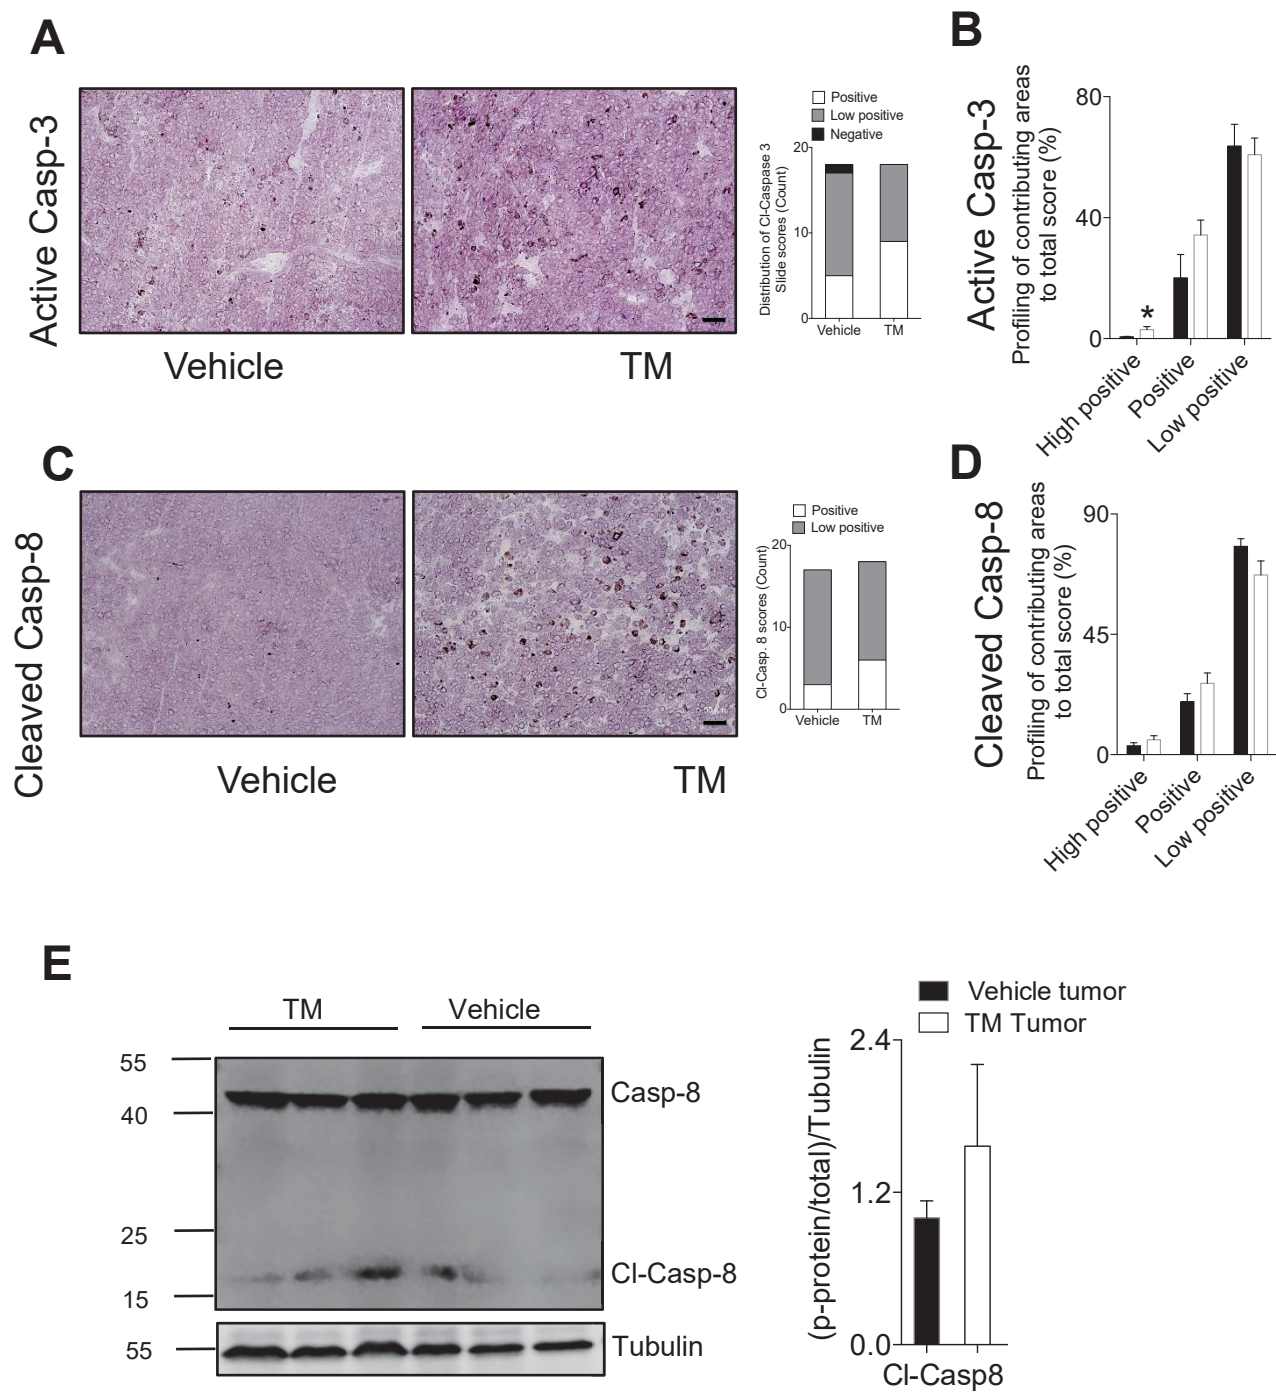 A
Active Casp-3
Vehicle
TM
Positive
Low positive
Negative
Distribution of Cl-Caspase 3
Slide scores (Count)
20
10
0
Vehicle
TM
B
Active Casp-3
Profiling of contributing areas
to total score (%)
80
40
0
*
High positive
Positive
Low positive
C
Cleaved Casp-8
Vehicle
TM
Positive
Low positive
Cl-Casp. 8 scores (Count)
20
10
0
Vehicle
TM
D
Cleaved Casp-8
Profiling of contributing areas
to total score (%)
90
45
0
High positive
Positive
Low positive
E
TM
Vehicle
55
40
25
15
55
Casp-8
Cl-Casp-8
Tubulin
Vehicle tumor
TM Tumor
(p-protein/total)/Tubulin
2.4
1.2
0.0
Cl-Casp8